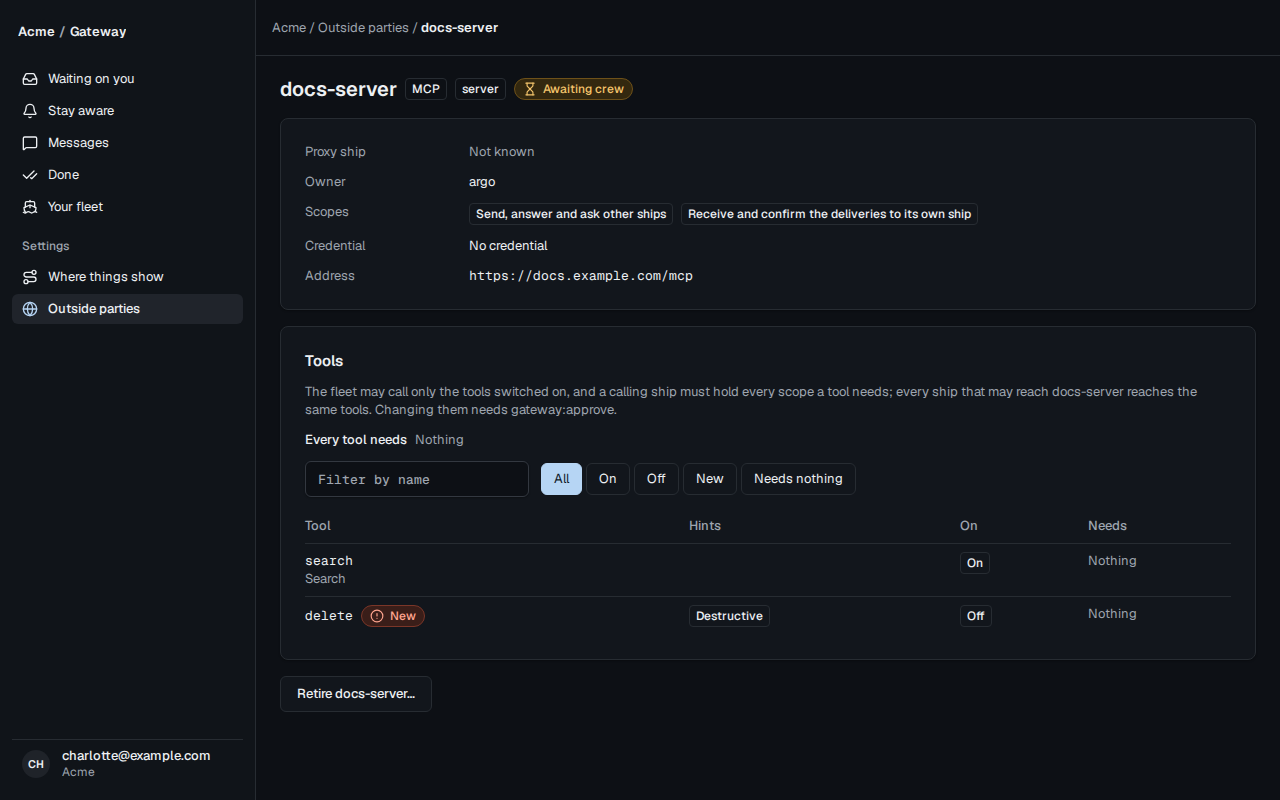 Acme / Gateway
Waiting on you
Stay aware
Messages
Done
Your fleet
Settings
Where things show
Outside parties
CH
charlotte@example.com
Acme
Acme / Outside parties / docs-server
docs-server MCP server Awaiting crew
Proxy ship Not known
Owner argo
Scopes Send, answer and ask other ships Receive and confirm the deliveries to its own ship
Credential No credential
Address https://docs.example.com/mcp
Tools
The fleet may call only the tools switched on, and a calling ship must hold every scope a tool needs; every ship that may reach docs-server reaches the
same tools. Changing them needs gateway:approve.
Every tool needs Nothing
Filter by name All On Off New Needs nothing
Tool Hints On Needs
search On Nothing
Search
delete New Destructive Off Nothing
Retire docs-server...